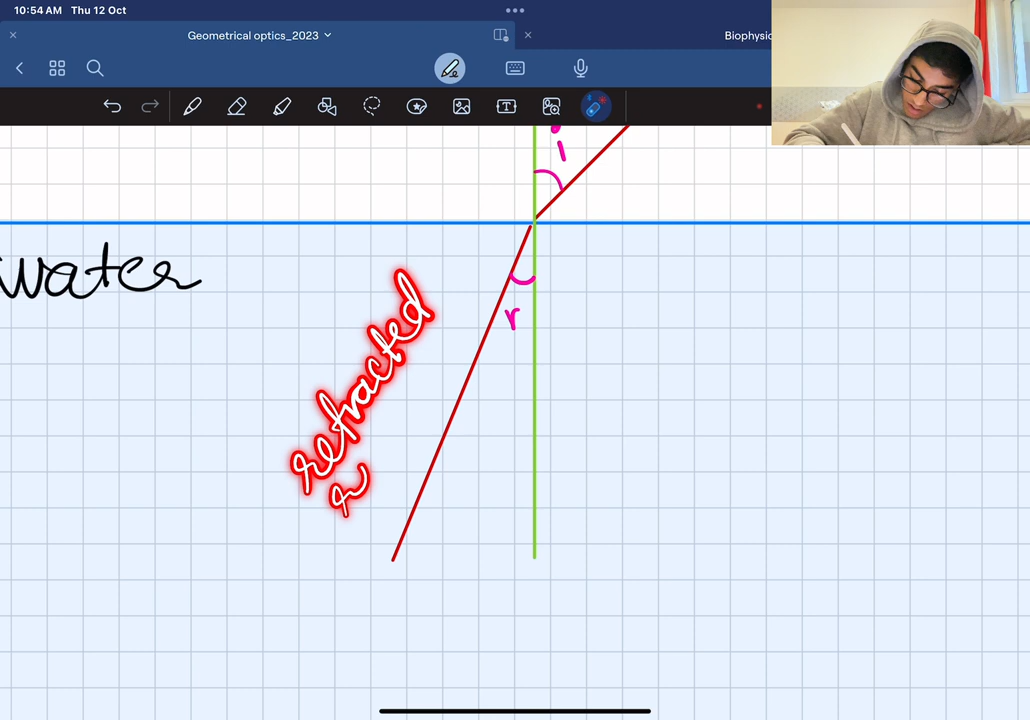 10:54 AM Thu 12 Oct
Geometrical optics_2023
Biophysic
i
water
r
refracted